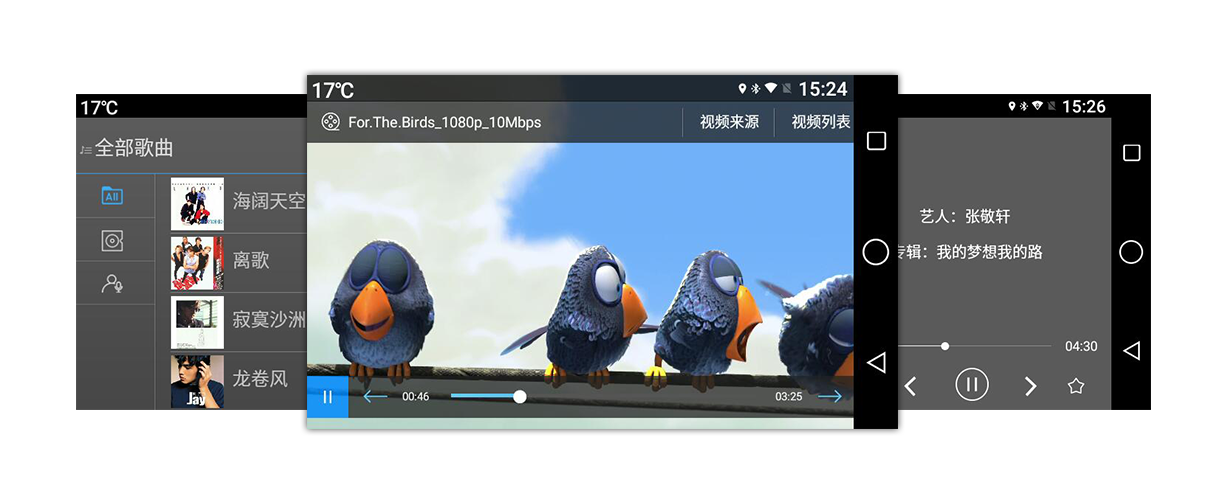 17℃
全部歌曲
All
海阔天空
离歌
寂寞沙洲
龙卷风
Jay
17℃
15:24
For.The.Birds_1080p_10Mbps
视频来源
视频列表
00:46
03:25
15:26
艺人：张敬轩
专辑：我的梦想我的路
04:30